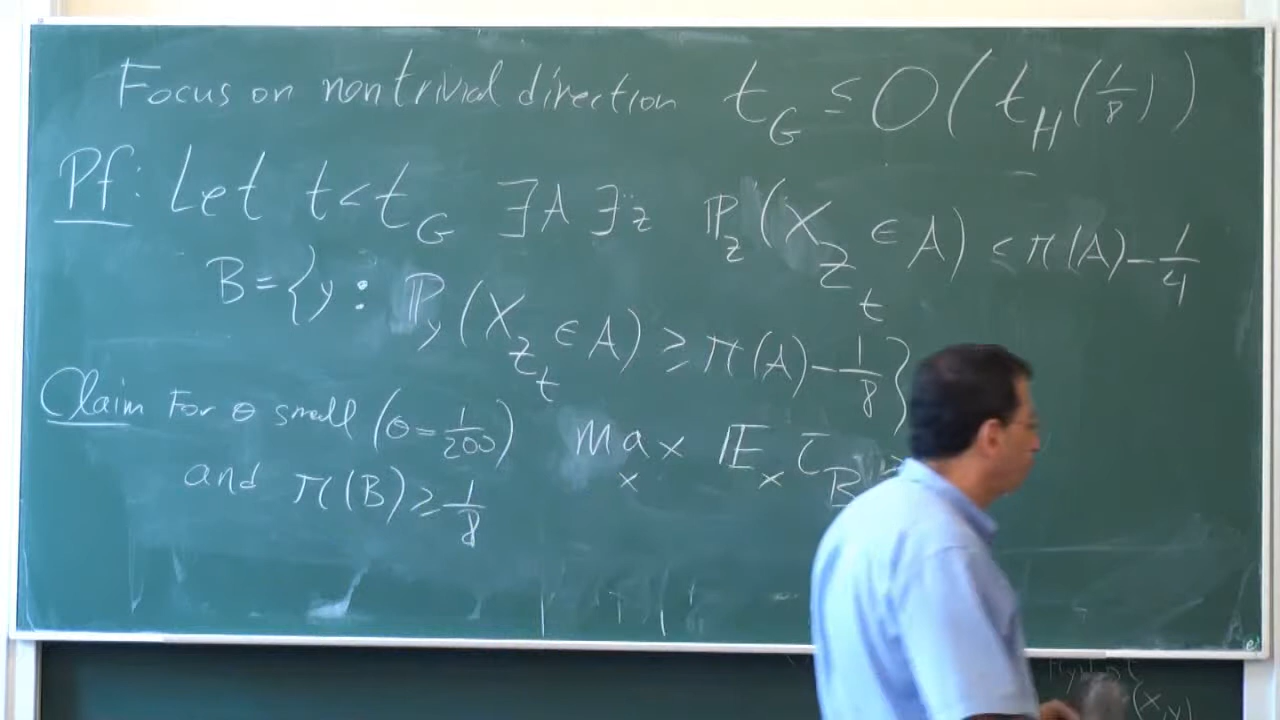 Focus on nontrivial direction t_G ≤ O(t_H(1/8))
Pf: Let t < t_G ∃A ∃z ℙ_z(X_{Z_t} ∈ A) ≤ π(A) - 1/4
B = {y : ℙ_y(X_{Z_t} ∈ A) ≥ π(A) - 1/8}
Claim For θ small (θ = 1/200) max_x 𝔼_x τ_B
and π(B) ≥ 1/8
(x,y)